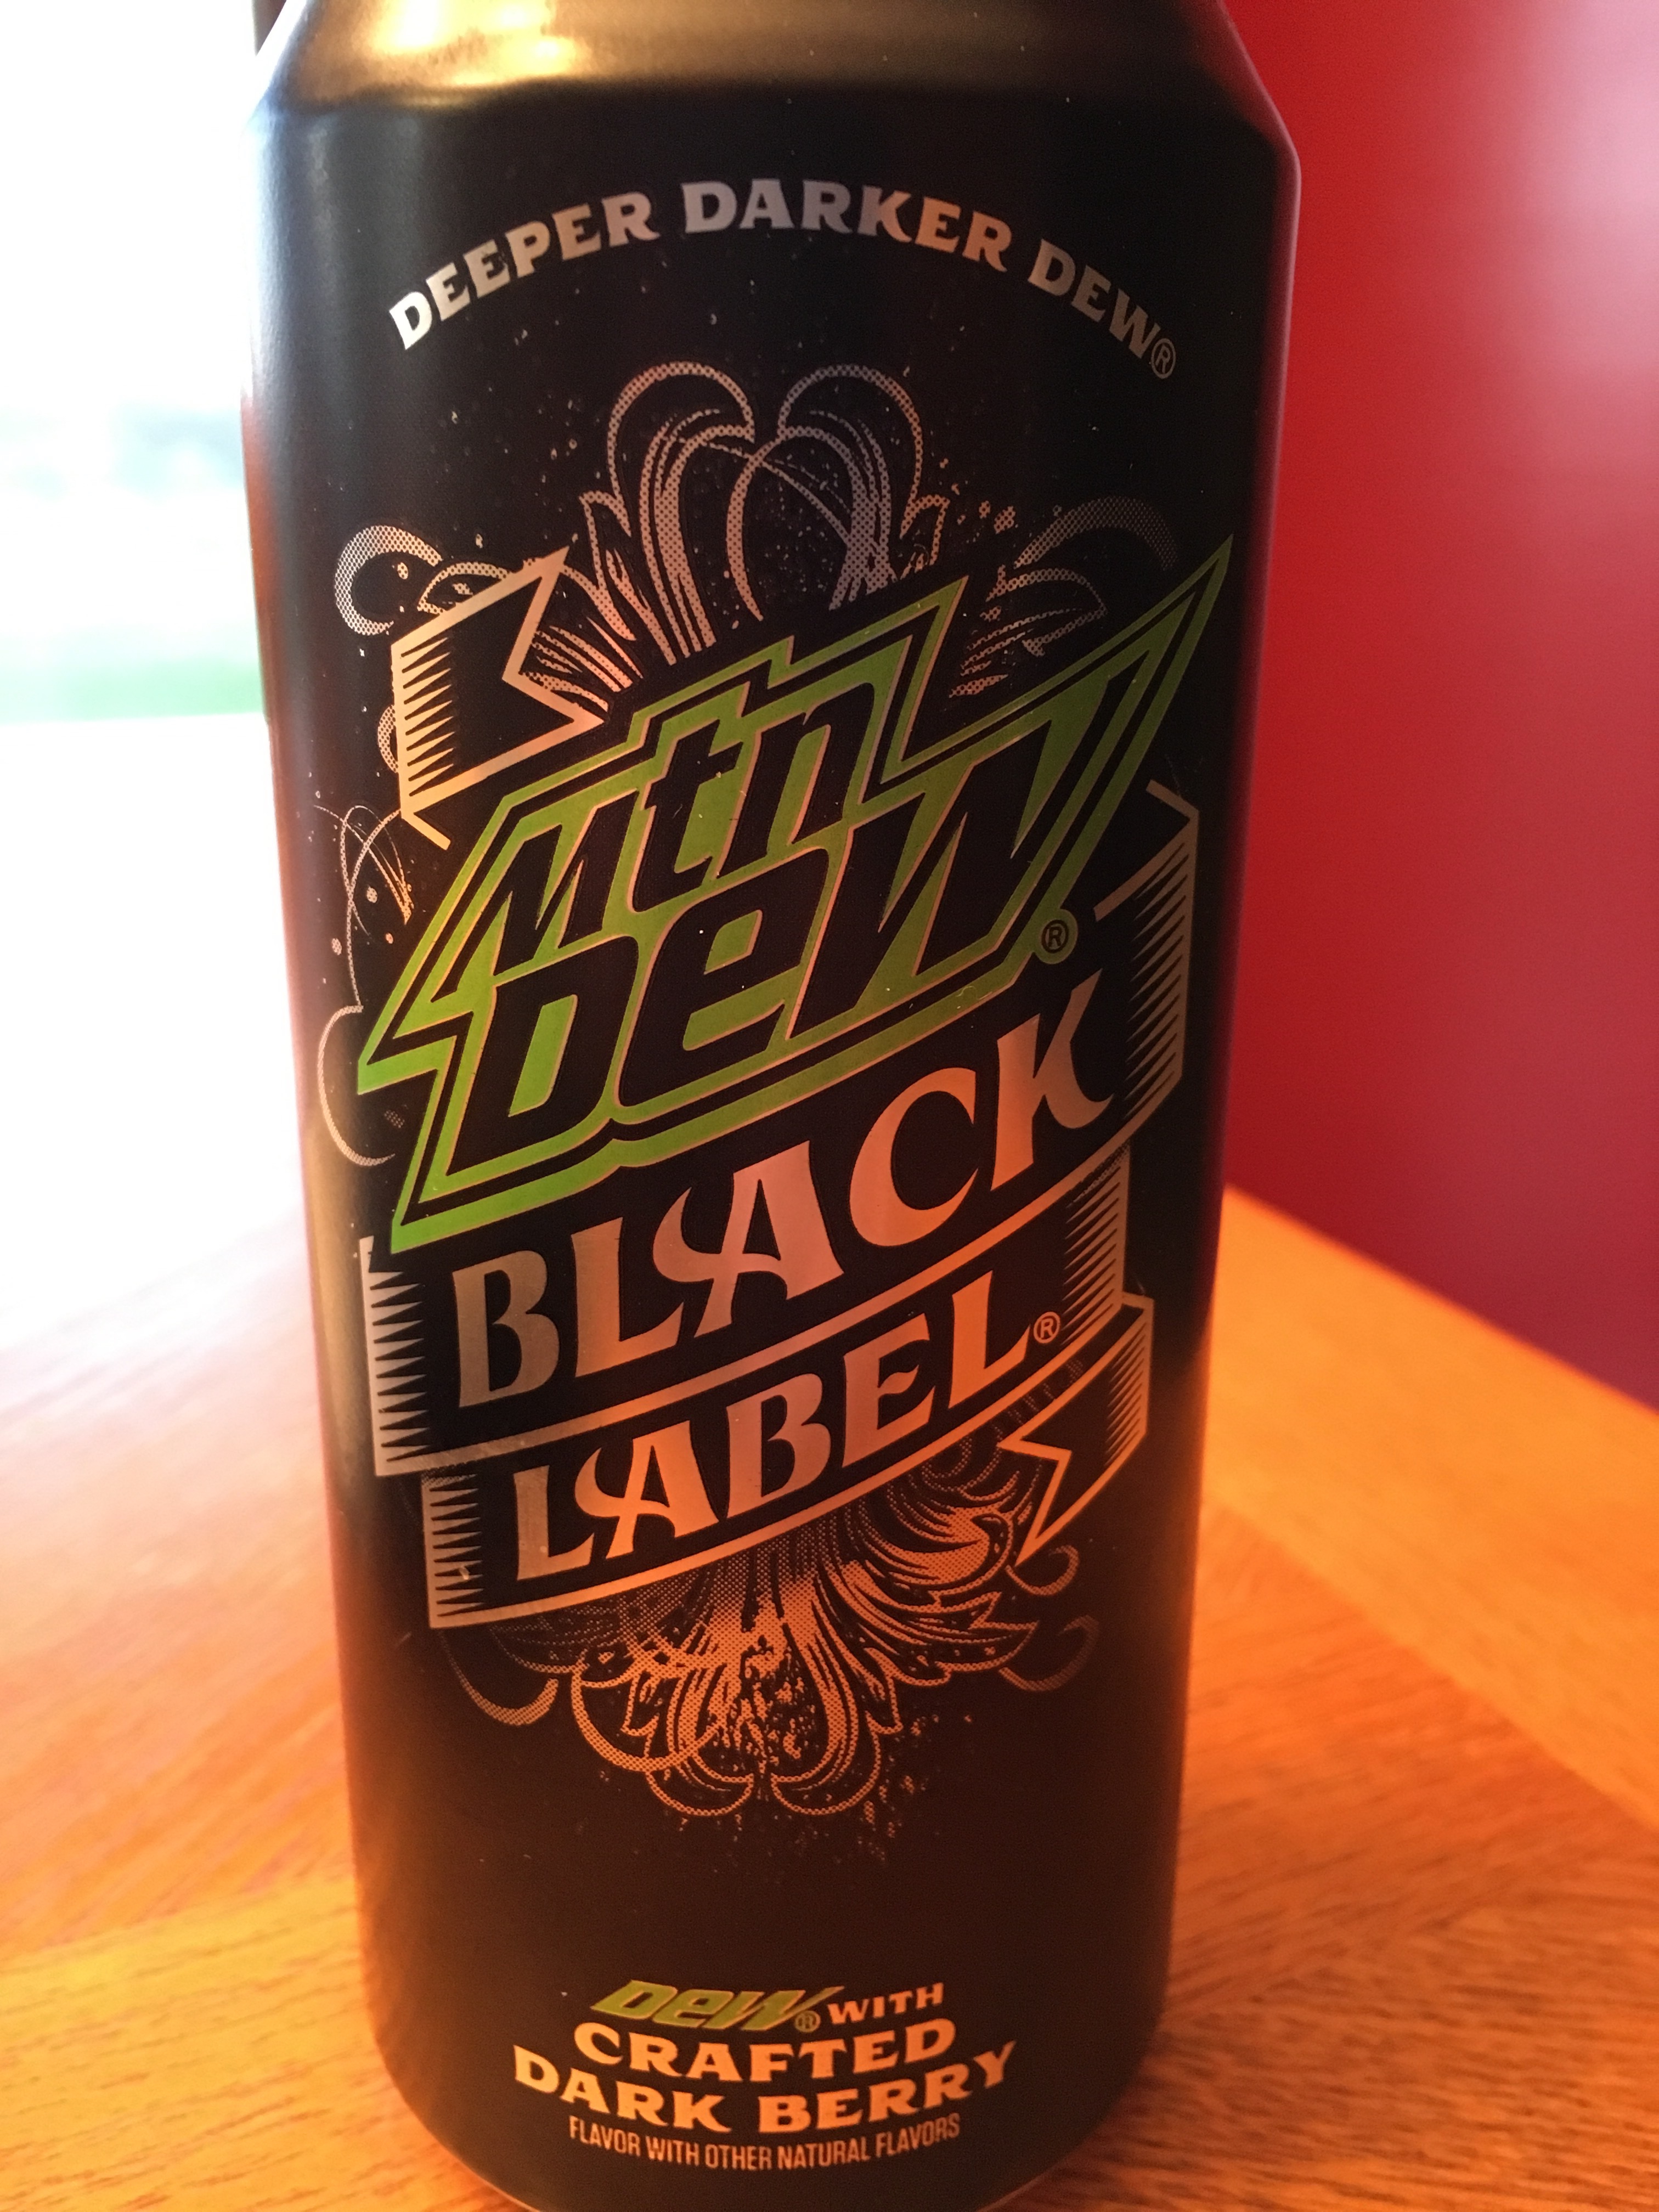 DEEPER DARKER DEW®
Mtn
Dew®
BLACK
LABEL®
Dew® WITH
CRAFTED
DARK BERRY
FLAVOR WITH OTHER NATURAL FLAVORS